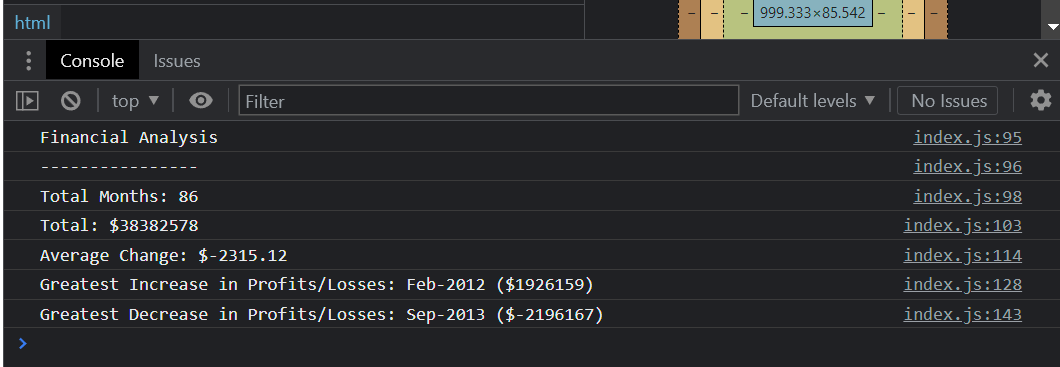 html
– – – 999.333×85.542 – – –
Console Issues
top Filter Default levels No Issues
Financial Analysis index.js:95
---------------- index.js:96
Total Months: 86 index.js:98
Total: $38382578 index.js:103
Average Change: $-2315.12 index.js:114
Greatest Increase in Profits/Losses: Feb-2012 ($1926159) index.js:128
Greatest Decrease in Profits/Losses: Sep-2013 ($-2196167) index.js:143